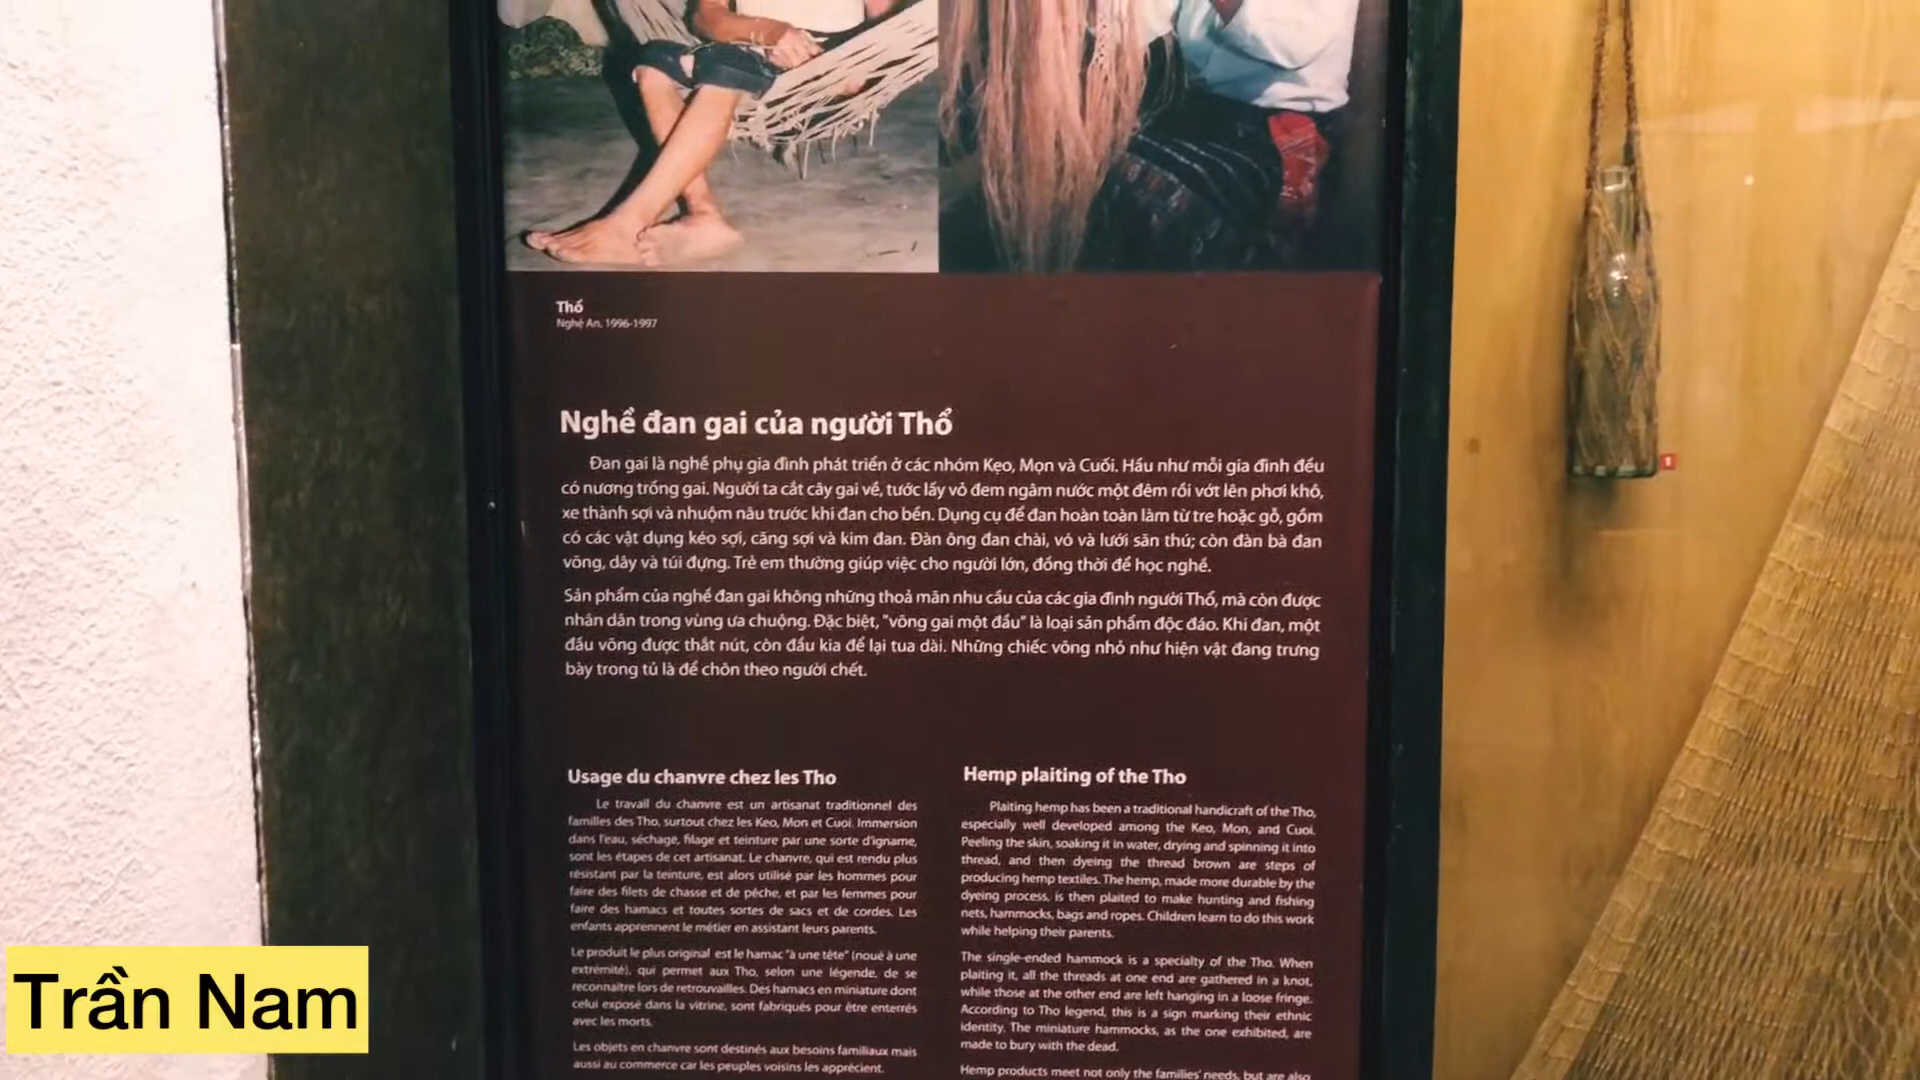 Thổ
Nghệ An, 1996-1997
Nghề đan gai của người Thổ
Đan gai là nghề phụ gia đình phát triển ở các nhóm Kẹo, Mọn và Cuối. Hầu như mỗi gia đình đều
có nương trồng gai. Người ta cắt cây gai về, tước lấy vỏ đem ngâm nước một đêm rồi vớt lên phơi khô,
xe thành sợi và nhuộm nâu trước khi đan cho bền. Dụng cụ để đan hoàn toàn làm từ tre hoặc gỗ, gồm
có các vật dụng kéo sợi, căng sợi và kim đan. Đàn ông đan chài, vó và lưới săn thú; còn đàn bà đan
võng, dây và túi đựng. Trẻ em thường giúp việc cho người lớn, đồng thời để học nghề.
Sản phẩm của nghề đan gai không những thoả mãn nhu cầu của các gia đình người Thổ, mà còn được
nhân dân trong vùng ưa chuộng. Đặc biệt, "võng gai một đầu" là loại sản phẩm độc đáo. Khi đan, một
đầu võng được thắt nút, còn đầu kia để lại tua dài. Những chiếc võng nhỏ như hiện vật đang trưng
bày trong tủ là để chôn theo người chết.
Usage du chanvre chez les Tho
Le travail du chanvre est un artisanat traditionnel des
familles des Tho, surtout chez les Keo, Mon et Cuoi. Immersion
dans l'eau, séchage, filage et teinture par une sorte d'igname,
sont les étapes de cet artisanat. Le chanvre, qui est rendu plus
résistant par la teinture, est alors utilisé par les hommes pour
faire des filets de chasse et de pêche, et par les femmes pour
faire des hamacs et toutes sortes de sacs et de cordes. Les
enfants apprennent le métier en assistant leurs parents.
Le produit le plus original est le hamac "à une tête" (noué à une
extrémité), qui permet aux Tho, selon une légende, de se
reconnaître lors de retrouvailles. Des hamacs en miniature dont
celui exposé dans la vitrine, sont fabriqués pour être enterrés
avec les morts.
Les objets en chanvre sont destinés aux besoins familiaux mais
aussi au commerce car les peuples voisins les apprécient.
Hemp plaiting of the Tho
Plaiting hemp has been a traditional handicraft of the Tho,
especially well developed among the Keo, Mon, and Cuoi.
Peeling the skin, soaking it in water, drying and spinning it into
thread, and then dyeing the thread brown are steps of
producing hemp textiles. The hemp, made more durable by the
dyeing process, is then plaited to make hunting and fishing
nets, hammocks, bags and ropes. Children learn to do this work
while helping their parents.
The single-ended hammock is a specialty of the Tho. When
plaiting it, all the threads at one end are gathered in a knot,
while those at the other end are left hanging in a loose fringe.
According to Tho legend, this is a sign marking their ethnic
identity. The miniature hammocks, as the one exhibited, are
made to bury with the dead.
Hemp products meet not only the families' needs, but are also
1
Trần Nam